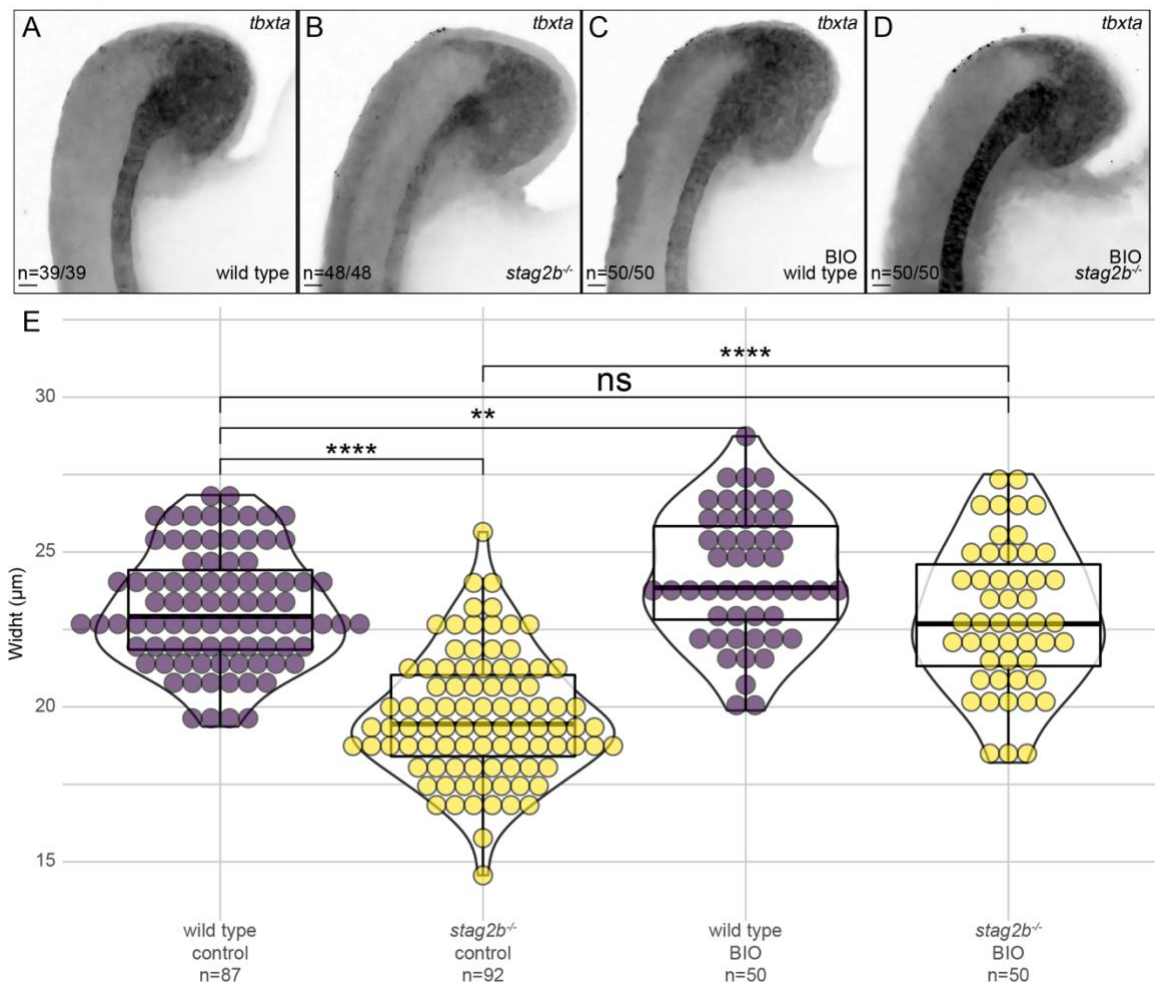 A
tbxta
n=39/39
wild type
B
tbxta
n=48/48
stag2b-/-
C
tbxta
n=50/50
BIO
wild type
D
tbxta
n=50/50
BIO
stag2b-/-
E
****
ns
**
****
30
25
20
15
Widht (µm)
wild type
control
n=87
stag2b-/-
control
n=92
wild type
BIO
n=50
stag2b-/-
BIO
n=50